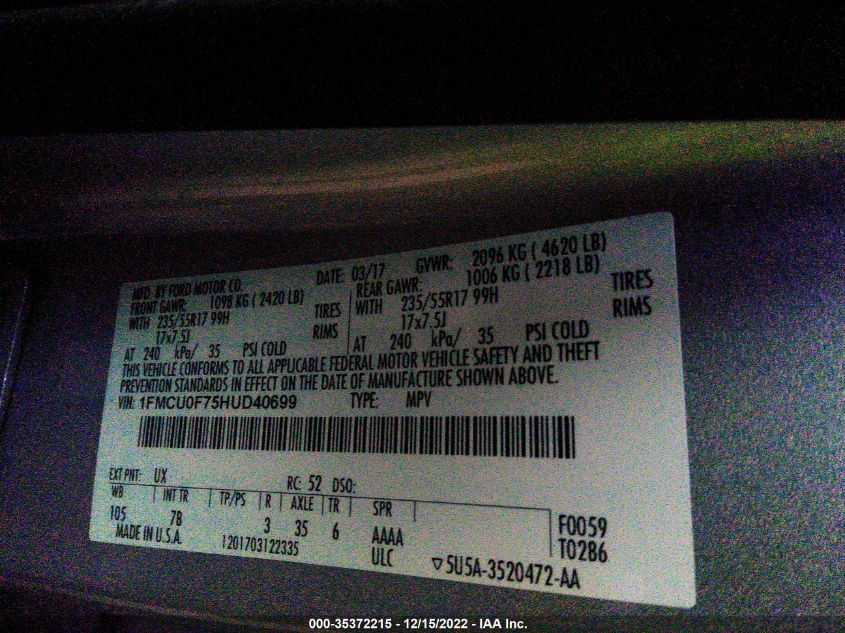 MFD. BY FORD MOTOR CO. DATE: 03/17 GVWR: 2096 KG ( 4620 LB)
FRONT GAWR: 1098 KG ( 2420 LB) REAR GAWR: 1006 KG ( 2218 LB)
WITH 235/55R17 99H TIRES WITH 235/55R17 99H TIRES
17x7.5J RIMS 17x7.5J RIMS
AT 240 kPa/ 35 PSI COLD AT 240 kPa/ 35 PSI COLD
THIS VEHICLE CONFORMS TO ALL APPLICABLE FEDERAL MOTOR VEHICLE SAFETY AND THEFT
PREVENTION STANDARDS IN EFFECT ON THE DATE OF MANUFACTURE SHOWN ABOVE.
VIN: 1FMCU0F75HUD40699 TYPE: MPV
EXT PNT: UX RC: 52 DSO:
WB INT TR TP/PS R AXLE TR SPR
105 7B 3 35 6 AAAA F0059
MADE IN U.S.A. 1201703122335 ULC T0286
▽5U5A-3520472-AA
000-35372215 - 12/15/2022 - IAA Inc.